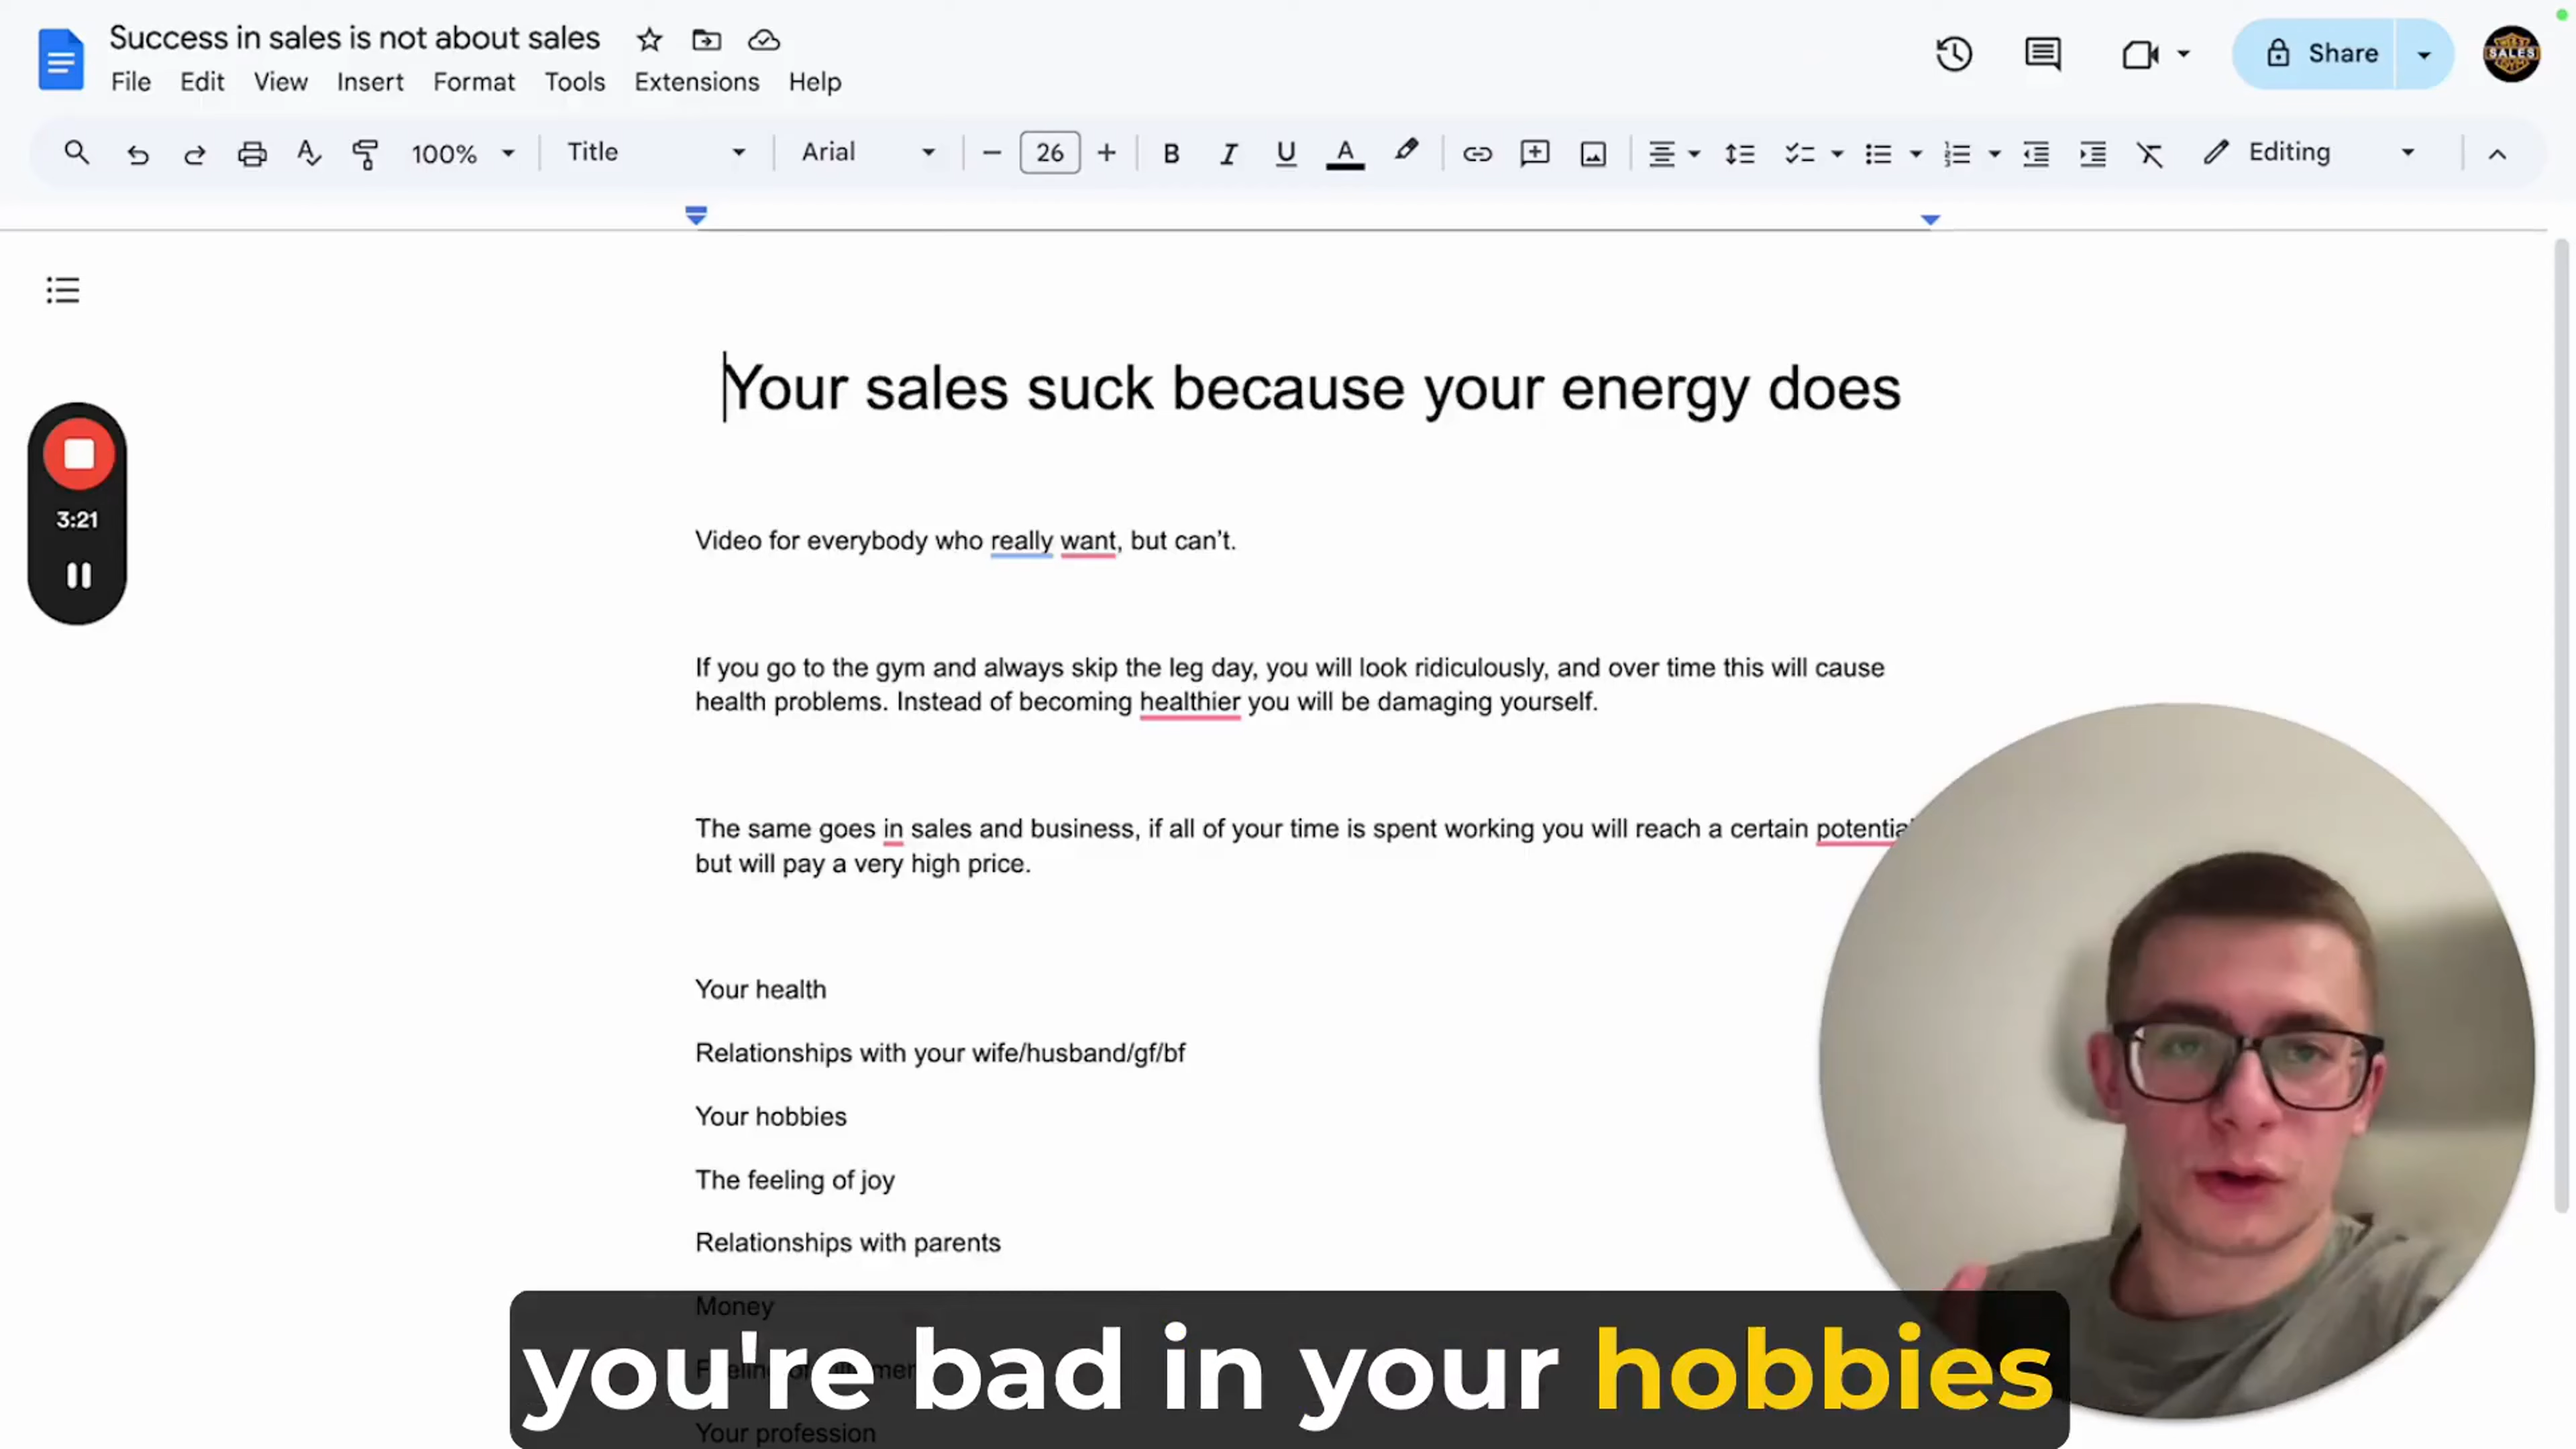 Success in sales is not about sales
File Edit View Insert Format Tools Extensions Help
Share
SALES
100% Title Arial 26 B I U A Editing
Your sales suck because your energy does
3:21
Video for everybody who really want, but can't.
If you go to the gym and always skip the leg day, you will look ridiculously, and over time this will cause
health problems. Instead of becoming healthier you will be damaging yourself.
The same goes in sales and business, if all of your time is spent working you will reach a certain potential
but will pay a very high price.
Your health
Relationships with your wife/husband/gf/bf
Your hobbies
The feeling of joy
Relationships with parents
Money
you're bad in your hobbies
Your profession